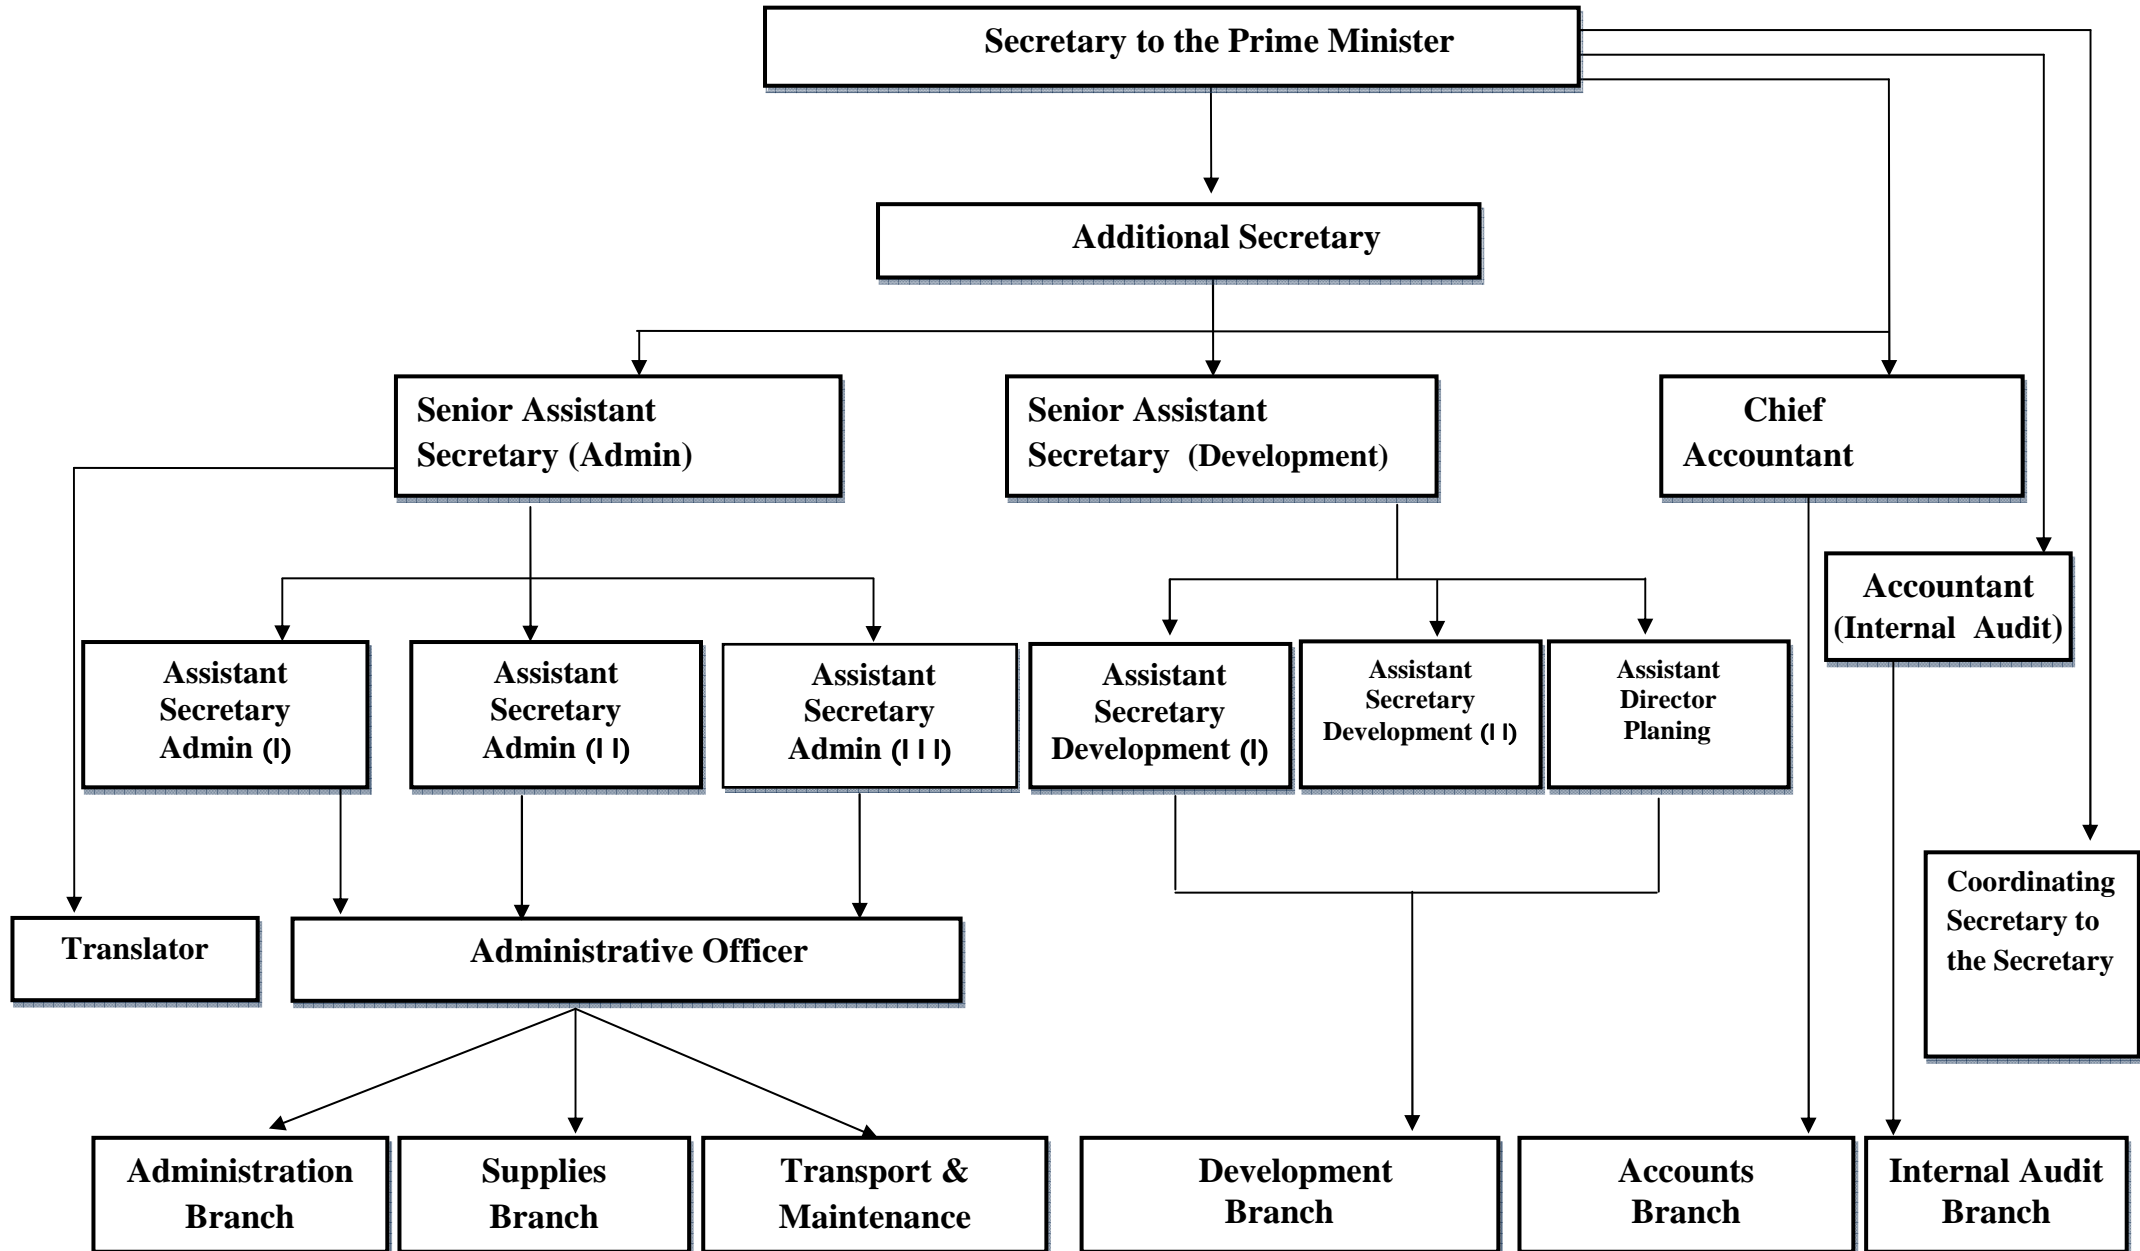 Secretary to the Prime Minister
Additional Secretary
Senior Assistant
Secretary (Admin)
Senior Assistant
Secretary (Development)
Chief
Accountant
Accountant
(Internal Audit)
Assistant
Secretary
Admin (I)
Assistant
Secretary
Admin (I I)
Assistant
Secretary
Admin (I I I)
Assistant
Secretary
Development (I)
Assistant
Secretary
Development (I I)
Assistant
Director
Planing
Coordinating
Secretary to
the Secretary
Translator
Administrative Officer
Administration
Branch
Supplies
Branch
Transport &
Maintenance
Development
Branch
Accounts
Branch
Internal Audit
Branch